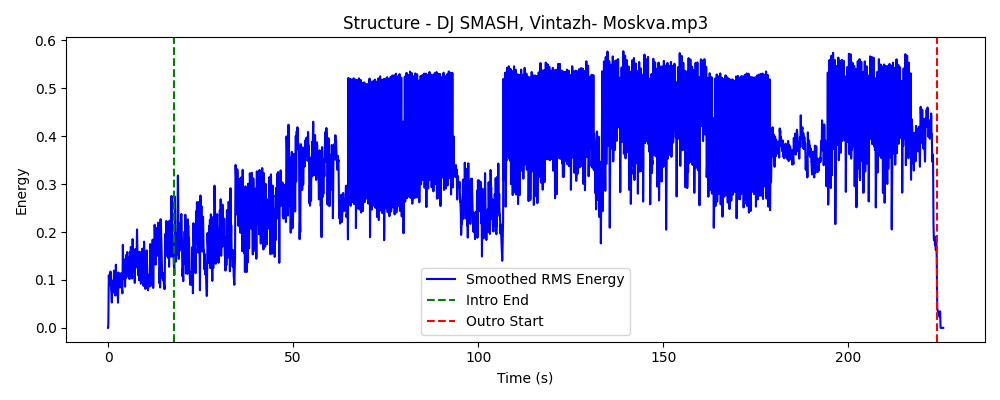 Structure - DJ SMASH, Vintazh- Moskva.mp3
Energy
0.6
0.5
0.4
0.3
0.2
0.1
0.0
Smoothed RMS Energy
Intro End
Outro Start
0 50 100 150 200
Time (s)